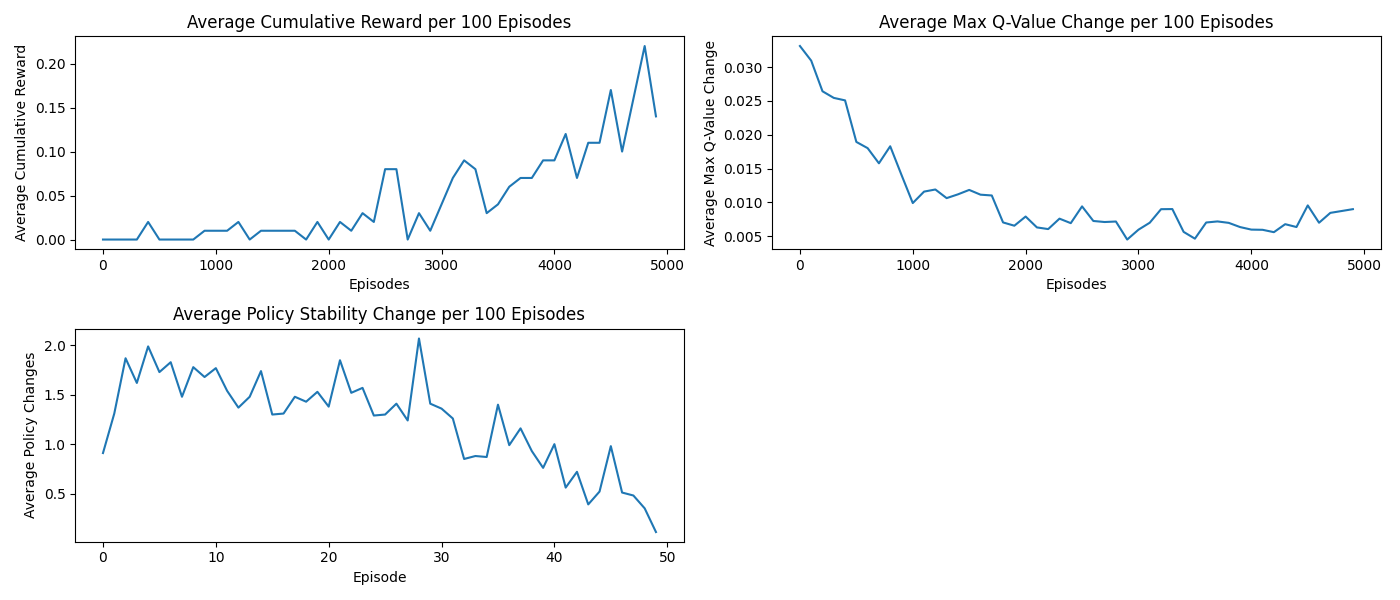 Average Cumulative Reward per 100 Episodes
Average Cumulative Reward
0.20
0.15
0.10
0.05
0.00
0 1000 2000 3000 4000 5000
Episodes
Average Max Q-Value Change per 100 Episodes
Average Max Q-Value Change
0.030
0.025
0.020
0.015
0.010
0.005
0 1000 2000 3000 4000 5000
Episodes
Average Policy Stability Change per 100 Episodes
Average Policy Changes
2.0
1.5
1.0
0.5
0 10 20 30 40 50
Episode